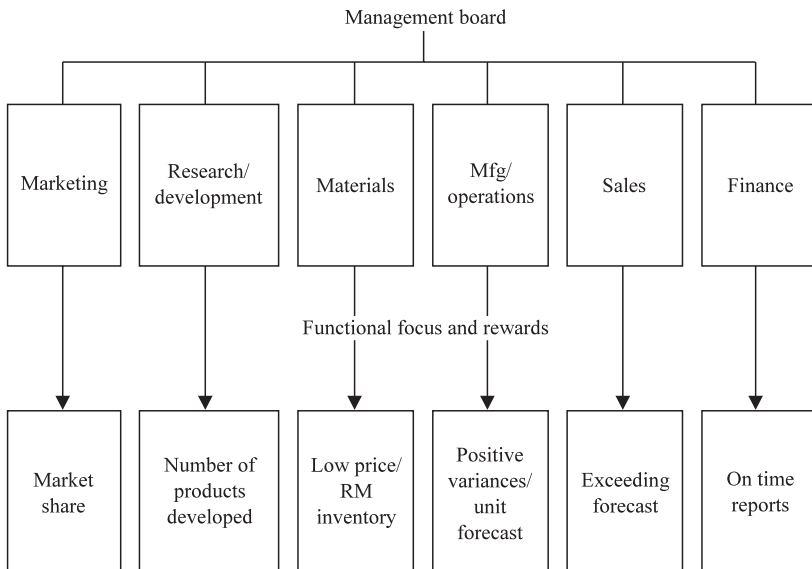 Management board
Marketing
Research/
development
Materials
Mfg/
operations
Sales
Finance
Functional focus and rewards
Market
share
Number of
products
developed
Low price/
RM
inventory
Positive
variances/
unit
forecast
Exceeding
forecast
On time
reports